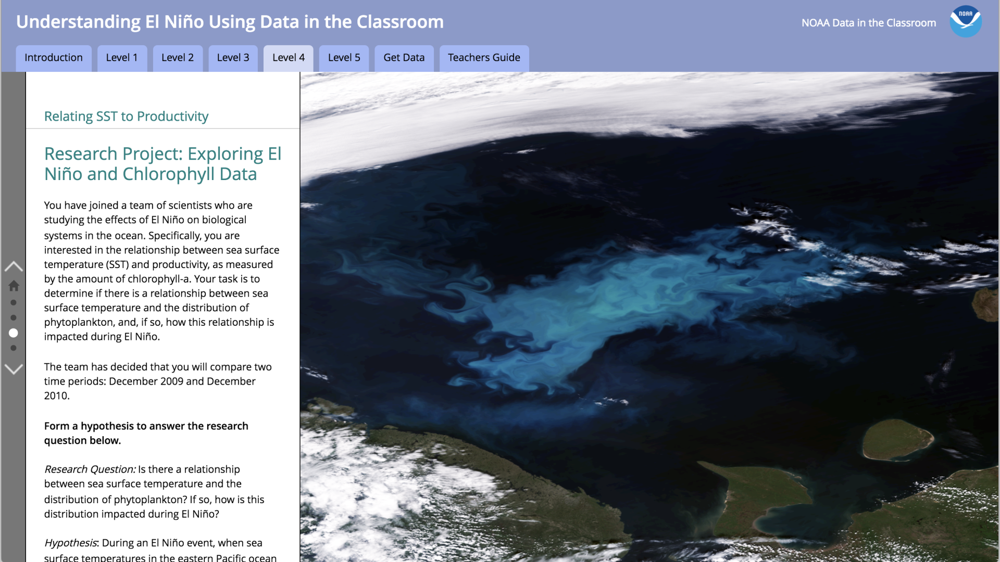 Understanding El Niño Using Data in the Classroom
NOAA Data in the Classroom
NOAA
Introduction
Level 1
Level 2
Level 3
Level 4
Level 5
Get Data
Teachers Guide
Relating SST to Productivity
Research Project: Exploring El
Niño and Chlorophyll Data
You have joined a team of scientists who are
studying the effects of El Niño on biological
systems in the ocean. Specifically, you are
interested in the relationship between sea surface
temperature (SST) and productivity, as measured
by the amount of chlorophyll-a. Your task is to
determine if there is a relationship between sea
surface temperature and the distribution of
phytoplankton, and, if so, how this relationship is
impacted during El Niño.
The team has decided that you will compare two
time periods: December 2009 and December
2010.
Form a hypothesis to answer the research
question below.
Research Question: Is there a relationship
between sea surface temperature and the
distribution of phytoplankton? If so, how is this
distribution impacted during El Niño?
Hypothesis: During an El Niño event, when sea
surface temperatures in the eastern Pacific ocean